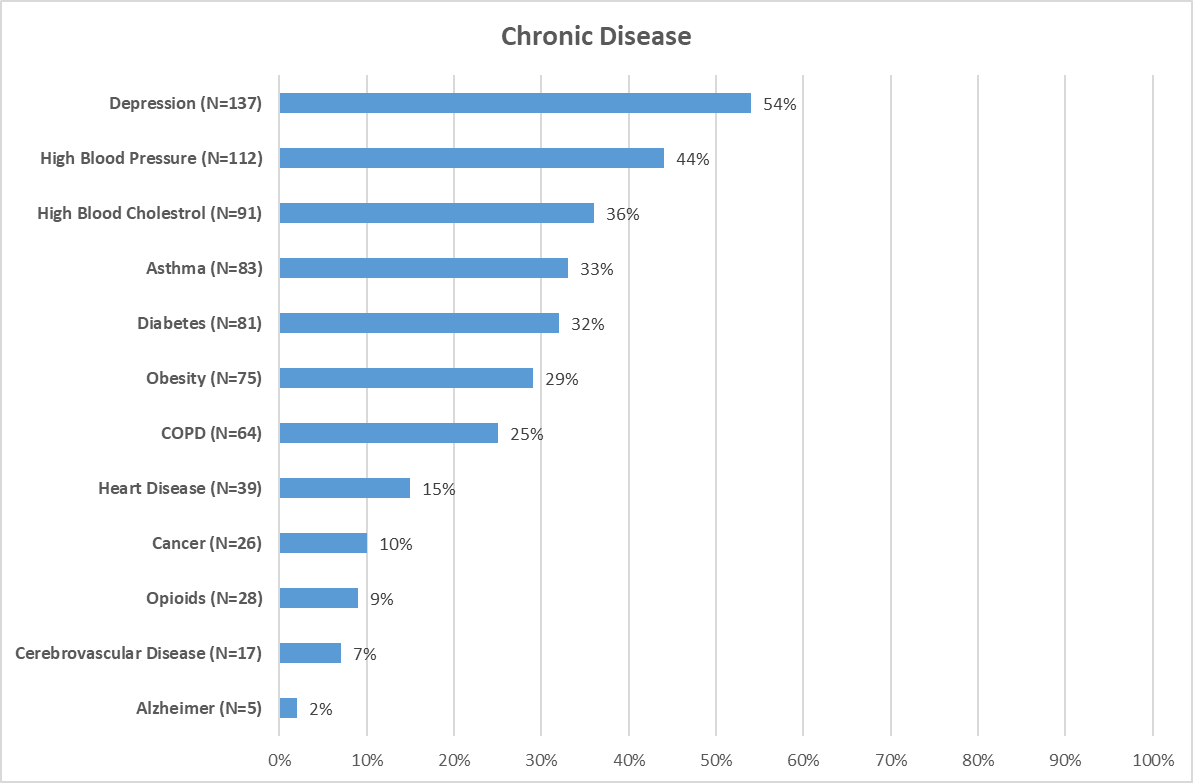 Chronic Disease
Depression (N=137) 54%
High Blood Pressure (N=112) 44%
High Blood Cholestrol (N=91) 36%
Asthma (N=83) 33%
Diabetes (N=81) 32%
Obesity (N=75) 29%
COPD (N=64) 25%
Heart Disease (N=39) 15%
Cancer (N=26) 10%
Opioids (N=28) 9%
Cerebrovascular Disease (N=17) 7%
Alzheimer (N=5) 2%
0% 10% 20% 30% 40% 50% 60% 70% 80% 90% 100%